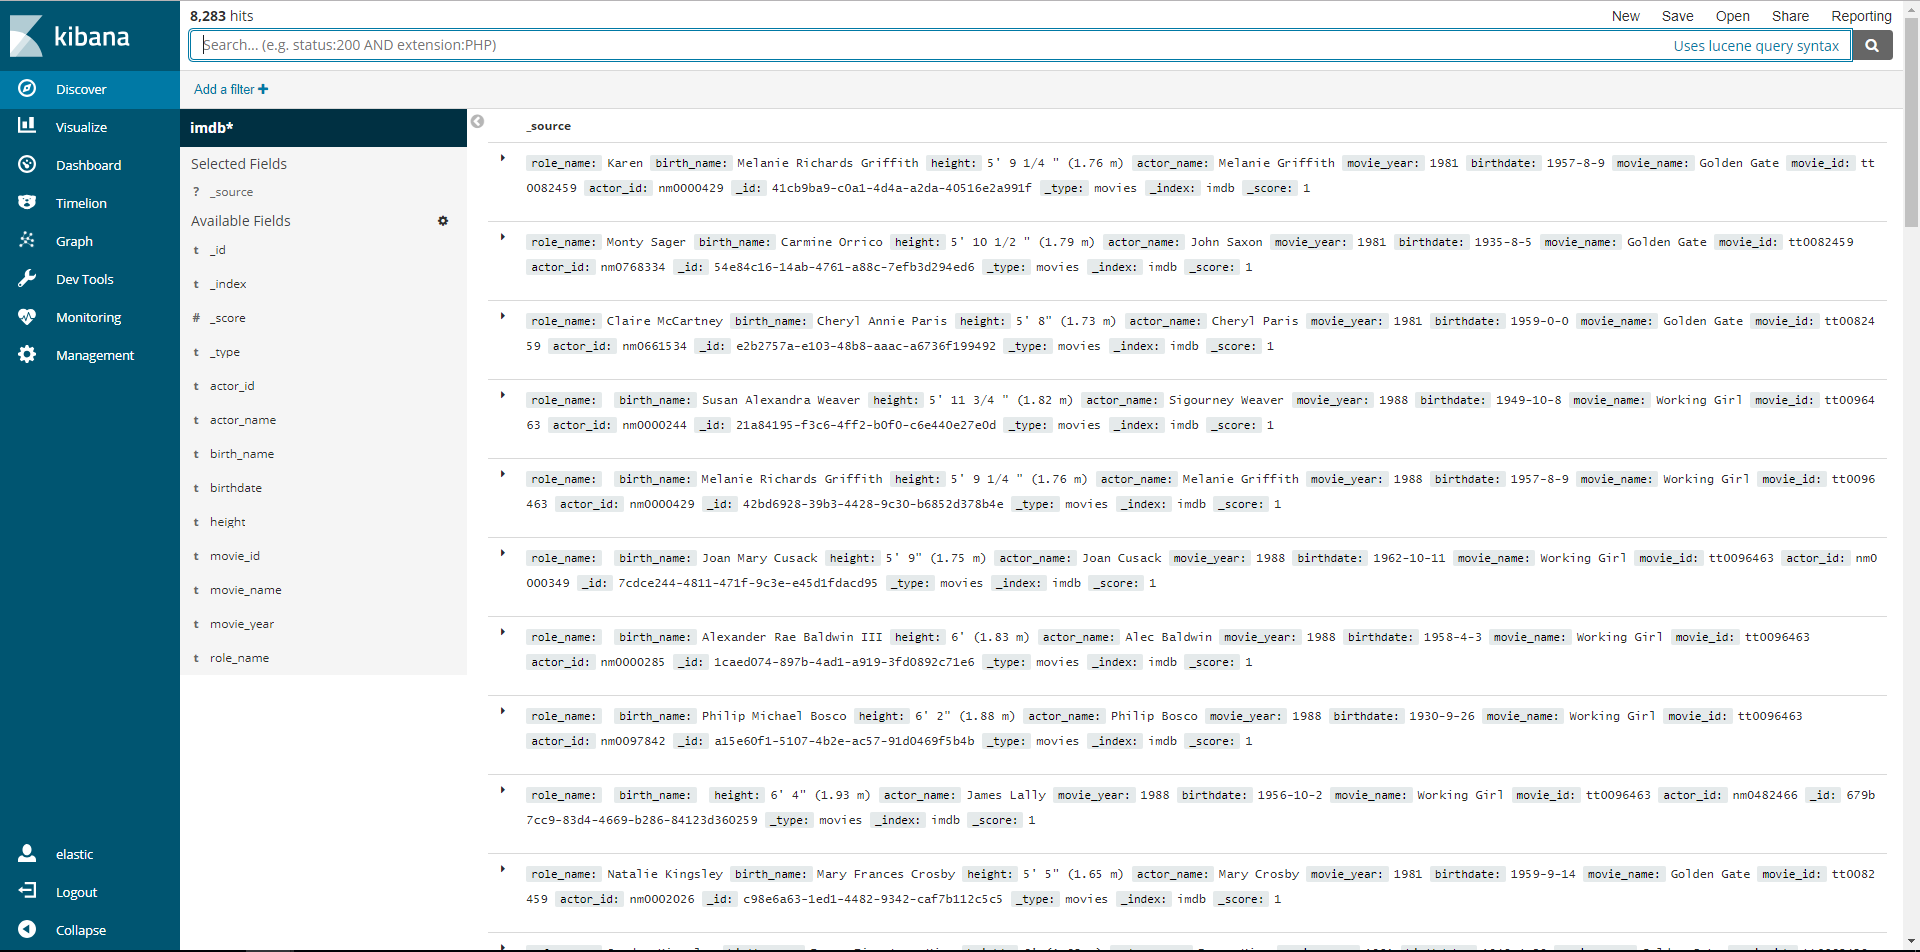 kibana
Discover
Visualize
Dashboard
Timelion
Graph
Dev Tools
Monitoring
Management
elastic
Logout
Collapse
8,283 hits
New Save Open Share Reporting
Search... (e.g. status:200 AND extension:PHP) Uses lucene query syntax
Add a filter +
imdb*
Selected Fields
? _source
Available Fields
t _id
t _index
# _score
t _type
t actor_id
t actor_name
t birth_name
t birthdate
t height
t movie_id
t movie_name
t movie_year
t role_name
_source
role_name: Karen birth_name: Melanie Richards Griffith height: 5' 9 1/4 " (1.76 m) actor_name: Melanie Griffith movie_year: 1981 birthdate: 1957-8-9 movie_name: Golden Gate movie_id: tt
0082459 actor_id: nm0000429 _id: 41cb9ba9-c0a1-4d4a-a2da-40516e2a991f _type: movies _index: imdb _score: 1
role_name: Monty Sager birth_name: Carmine Orrico height: 5' 10 1/2 " (1.79 m) actor_name: John Saxon movie_year: 1981 birthdate: 1935-8-5 movie_name: Golden Gate movie_id: tt0082459
actor_id: nm0768334 _id: 54e84c16-14ab-4761-a88c-7efb3d294ed6 _type: movies _index: imdb _score: 1
role_name: Claire McCartney birth_name: Cheryl Annie Paris height: 5' 8" (1.73 m) actor_name: Cheryl Paris movie_year: 1981 birthdate: 1959-0-0 movie_name: Golden Gate movie_id: tt00824
59 actor_id: nm0661534 _id: e2b2757a-e103-48b8-aaac-a6736f199492 _type: movies _index: imdb _score: 1
role_name: birth_name: Susan Alexandra Weaver height: 5' 11 3/4 " (1.82 m) actor_name: Sigourney Weaver movie_year: 1988 birthdate: 1949-10-8 movie_name: Working Girl movie_id: tt00964
63 actor_id: nm0000244 _id: 21a84195-f3c6-4ff2-b0f0-c6e440e27e0d _type: movies _index: imdb _score: 1
role_name: birth_name: Melanie Richards Griffith height: 5' 9 1/4 " (1.76 m) actor_name: Melanie Griffith movie_year: 1988 birthdate: 1957-8-9 movie_name: Working Girl movie_id: tt0096
463 actor_id: nm0000429 _id: 42bd6928-39b3-4428-9c30-b6852d378b4e _type: movies _index: imdb _score: 1
role_name: birth_name: Joan Mary Cusack height: 5' 9" (1.75 m) actor_name: Joan Cusack movie_year: 1988 birthdate: 1962-10-11 movie_name: Working Girl movie_id: tt0096463 actor_id: nm0
000349 _id: 7cdce244-4811-471f-9c3e-e45d1fdacd95 _type: movies _index: imdb _score: 1
role_name: birth_name: Alexander Rae Baldwin III height: 6' (1.83 m) actor_name: Alec Baldwin movie_year: 1988 birthdate: 1958-4-3 movie_name: Working Girl movie_id: tt0096463
actor_id: nm0000285 _id: 1caed074-897b-4ad1-a919-3fd0892c71e6 _type: movies _index: imdb _score: 1
role_name: birth_name: Philip Michael Bosco height: 6' 2" (1.88 m) actor_name: Philip Bosco movie_year: 1988 birthdate: 1930-9-26 movie_name: Working Girl movie_id: tt0096463
actor_id: nm0097842 _id: a15e60f1-5107-4b2e-ac57-91d0469f5b4b _type: movies _index: imdb _score: 1
role_name: birth_name: height: 6' 4" (1.93 m) actor_name: James Lally movie_year: 1988 birthdate: 1956-10-2 movie_name: Working Girl movie_id: tt0096463 actor_id: nm0482466 _id: 679b
7cc9-83d4-4669-b286-84123d360259 _type: movies _index: imdb _score: 1
role_name: Natalie Kingsley birth_name: Mary Frances Crosby height: 5' 5" (1.65 m) actor_name: Mary Crosby movie_year: 1981 birthdate: 1959-9-14 movie_name: Golden Gate movie_id: tt0082
459 actor_id: nm0002026 _id: c98e6a63-1ed1-4482-9342-caf7b112c5c5 _type: movies _index: imdb _score: 1